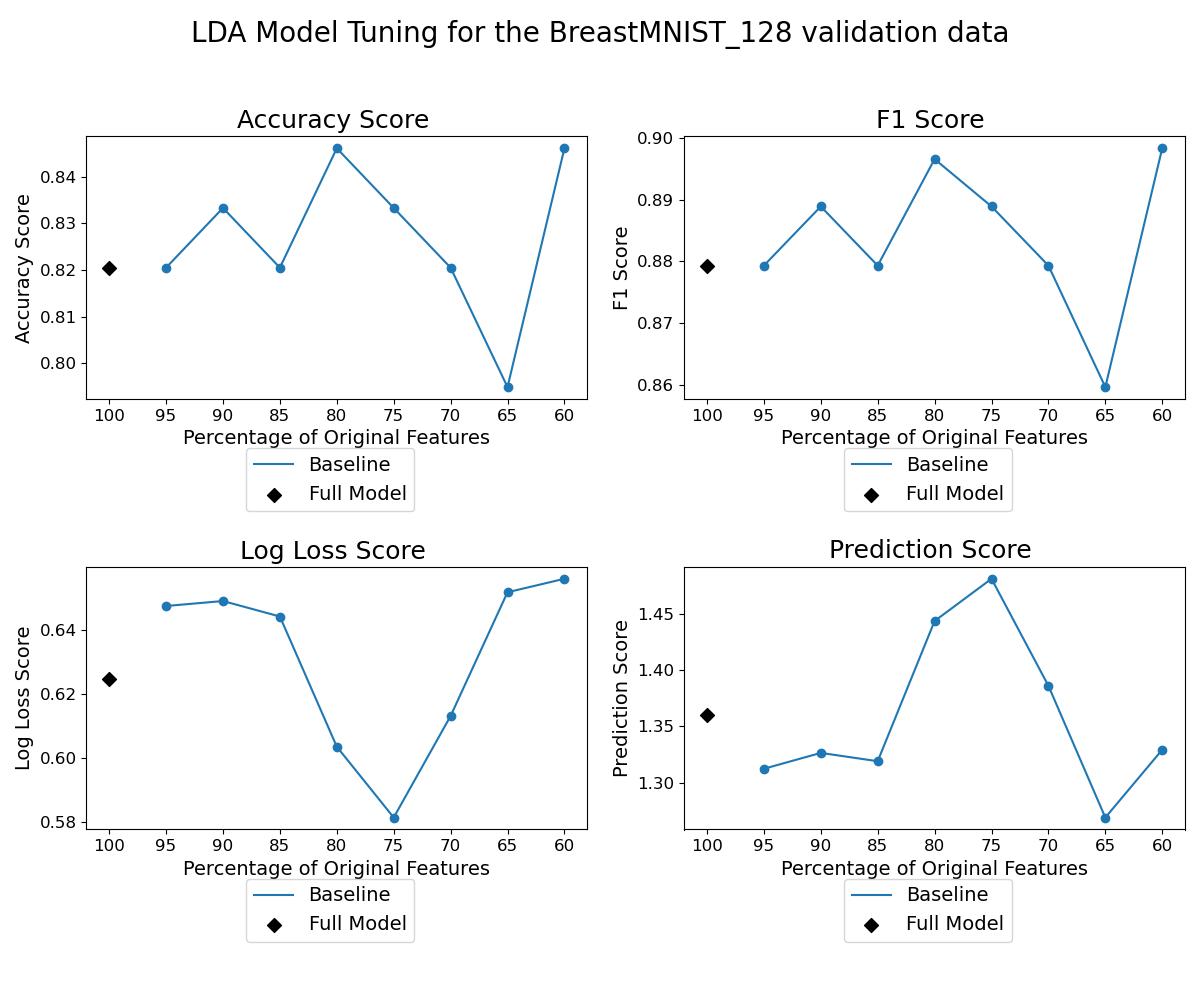 LDA Model Tuning for the BreastMNIST_128 validation data
Accuracy Score
Accuracy Score
0.84
0.83
0.82
0.81
0.80
100 95 90 85 80 75 70 65 60
Percentage of Original Features
Baseline
Full Model
F1 Score
F1 Score
0.90
0.89
0.88
0.87
0.86
100 95 90 85 80 75 70 65 60
Percentage of Original Features
Baseline
Full Model
Log Loss Score
Log Loss Score
0.64
0.62
0.60
0.58
100 95 90 85 80 75 70 65 60
Percentage of Original Features
Baseline
Full Model
Prediction Score
Prediction Score
1.45
1.40
1.35
1.30
100 95 90 85 80 75 70 65 60
Percentage of Original Features
Baseline
Full Model